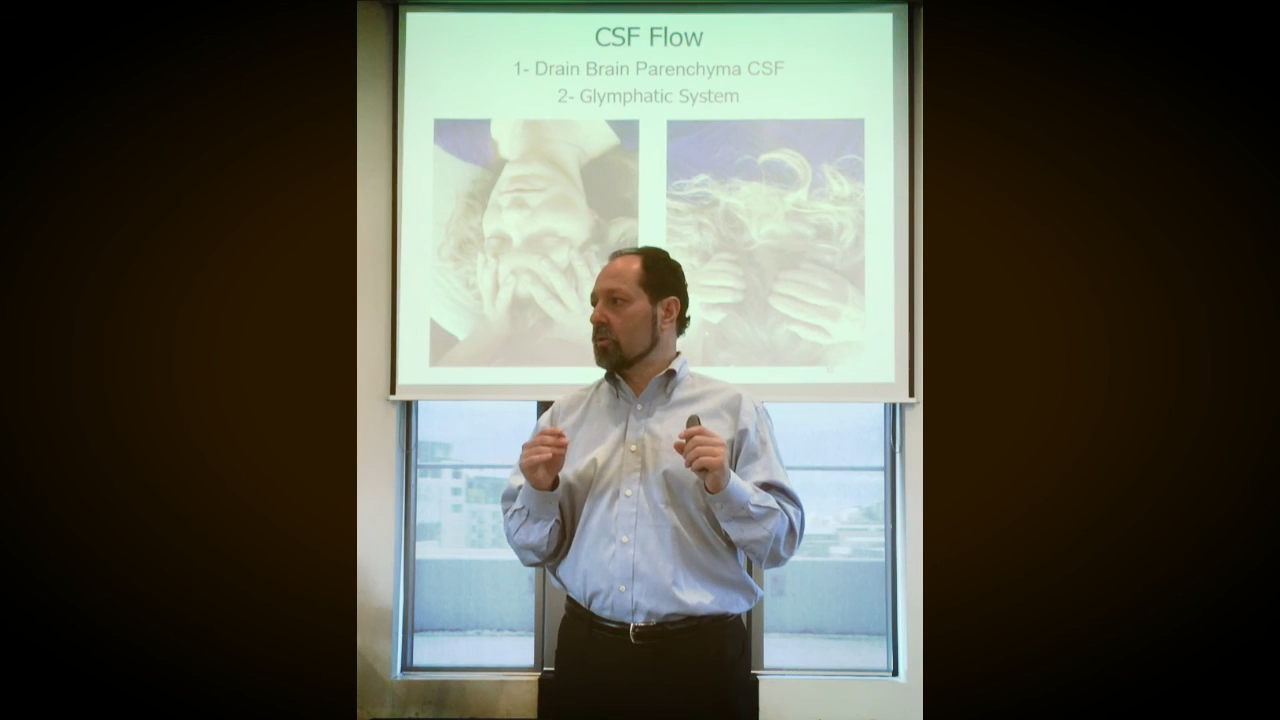 CSF Flow
1- Drain Brain Parenchyma CSF
2- Glymphatic System